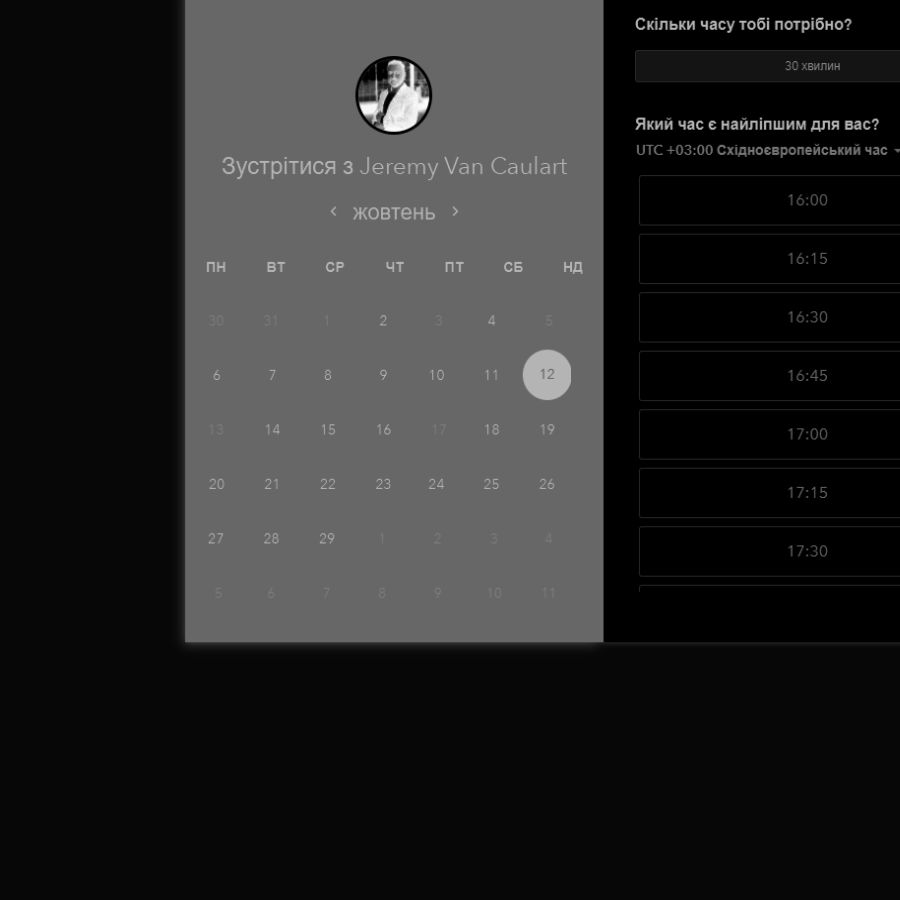 Зустрітися з Jeremy Van Caulart
жовтень
ПН ВТ СР ЧТ ПТ СБ НД
30 31 1 2 3 4 5
6 7 8 9 10 11 12
13 14 15 16 17 18 19
20 21 22 23 24 25 26
27 28 29 1 2 3 4
5 6 7 8 9 10 11
Скільки часу тобі потрібно?
30 хвилин
Який час є найліпшим для вас?
UTC +03:00 Східноєвропейський час
16:00
16:15
16:30
16:45
17:00
17:15
17:30